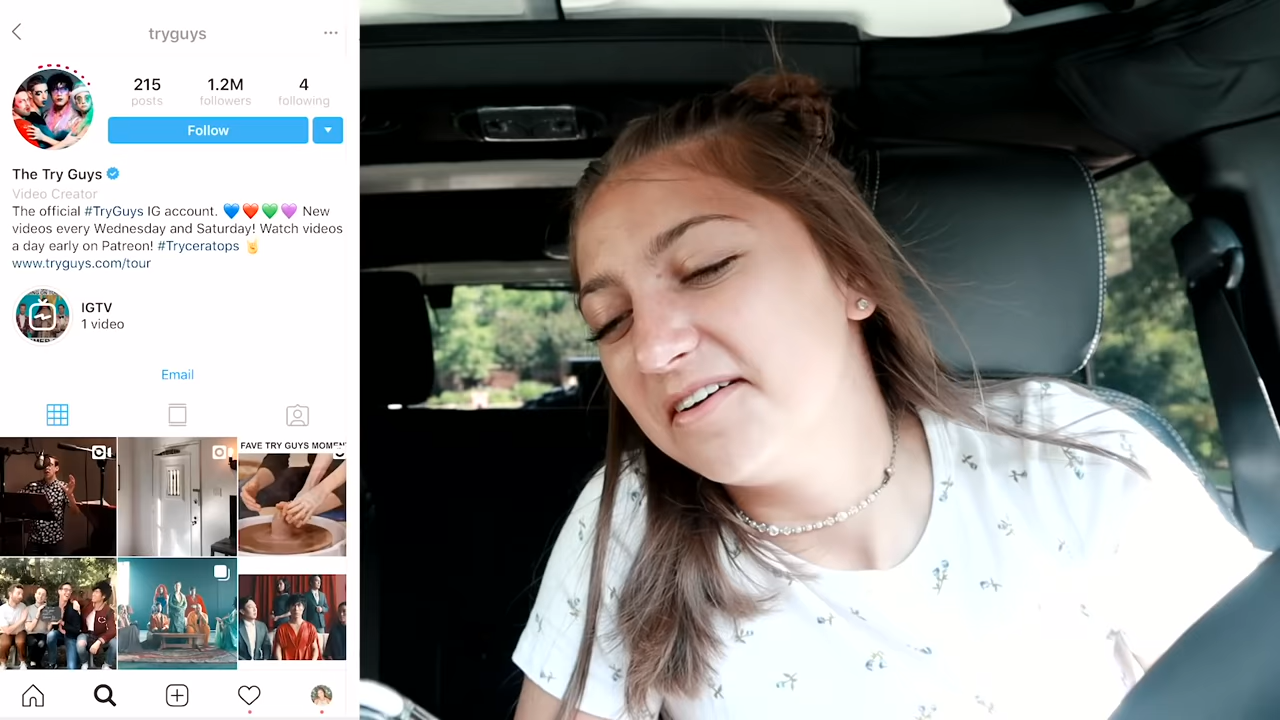 tryguys
215
1.2M
4
posts
followers
following
Follow
The Try Guys
Video Creator
The official #TryGuys IG account. 💙❤️💚💜 New
videos every Wednesday and Saturday! Watch videos
a day early on Patreon! #Tryceratops 🤘
www.tryguys.com/tour
IGTV
1 video
Email
FAVE TRY GUYS MOMEN